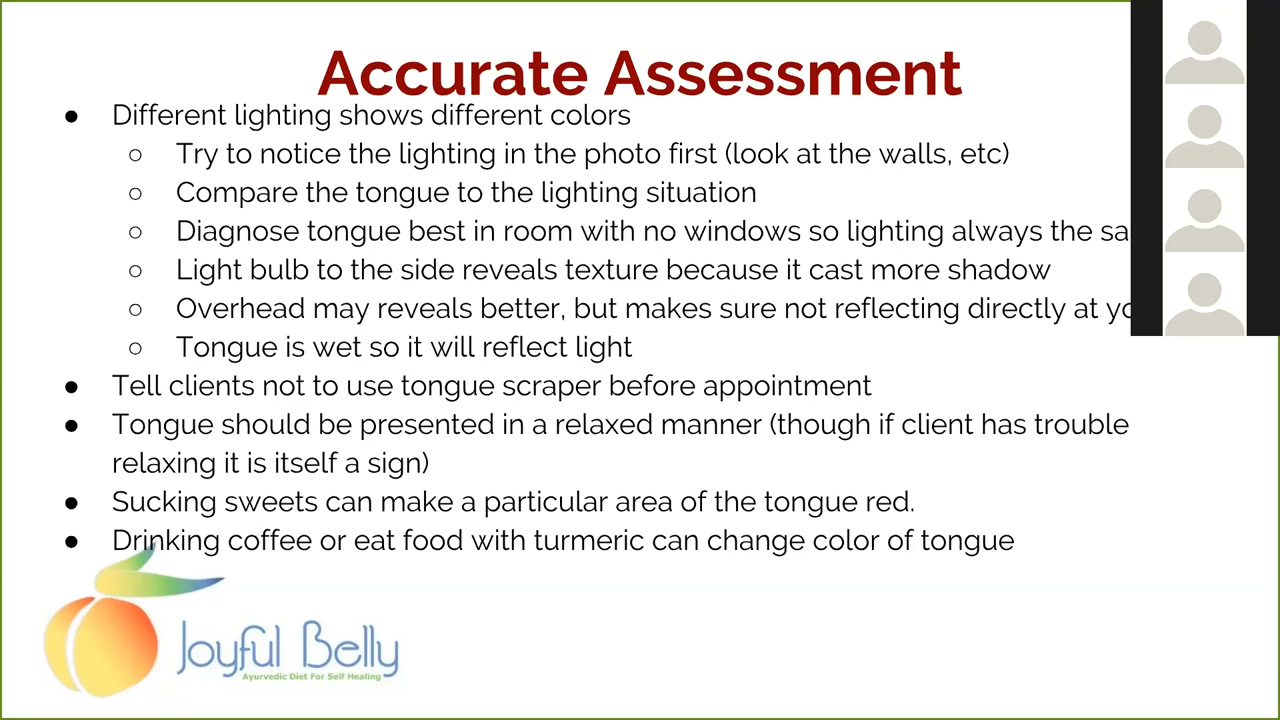 Accurate Assessment
● Different lighting shows different colors
○ Try to notice the lighting in the photo first (look at the walls, etc)
○ Compare the tongue to the lighting situation
○ Diagnose tongue best in room with no windows so lighting always the
○ Light bulb to the side reveals texture because it cast more shadow
○ Overhead may reveals better, but makes sure not reflecting directly at
○ Tongue is wet so it will reflect light
● Tell clients not to use tongue scraper before appointment
● Tongue should be presented in a relaxed manner (though if client has trouble
relaxing it is itself a sign)
● Sucking sweets can make a particular area of the tongue red.
● Drinking coffee or eat food with turmeric can change color of tongue
Joyful Belly
Ayurvedic Diet For Self Healing